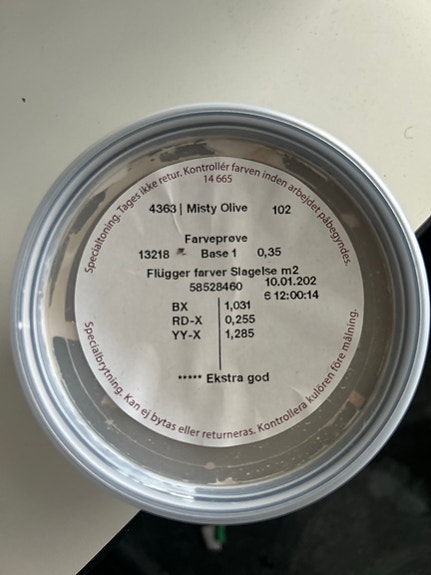 Specialtoning. Tages ikke retur. Kontrollér farven inden arbejdet påbegyndes.
14 665
4363 | Misty Olive 102
Farveprøve
13218 Base 1 0,35
Flügger farver Slagelse m2
58528460 10.01.202
6 12:00:14
BX 1,031
RD-X 0,255
YY-X 1,285
***** Ekstra god
Specialbrytning. Kan ej bytas eller returneras. Kontrollera kulören före målning.